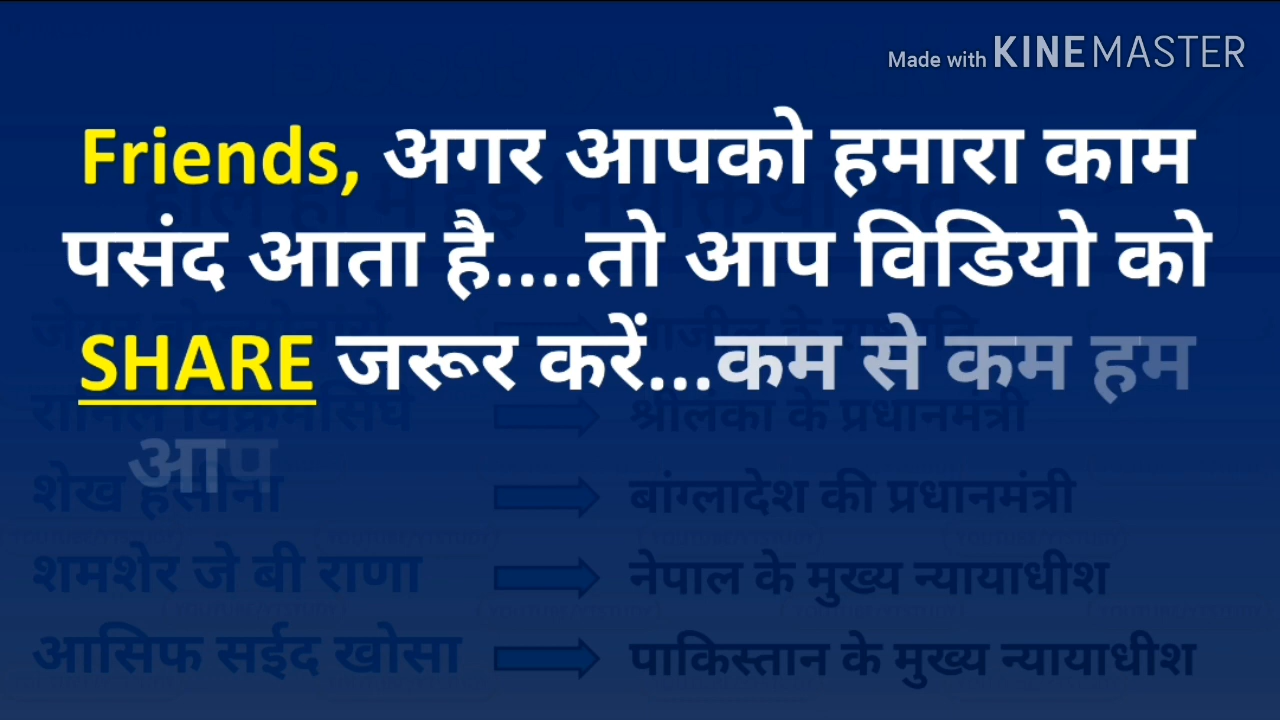 Made with KINEMASTER
Friends, अगर आपको हमारा काम
पसंद आता है....तो आप विडियो को
SHARE जरूर करें...कम से कम हम
आप
श्रीलंका के प्रधानमंत्री
शेख हसीना बांग्लादेश की प्रधानमंत्री
शमशेर जे बी राणा नेपाल के मुख्य न्यायाधीश
आसिफ सईद खोसा पाकिस्तान के मुख्य न्यायाधीश